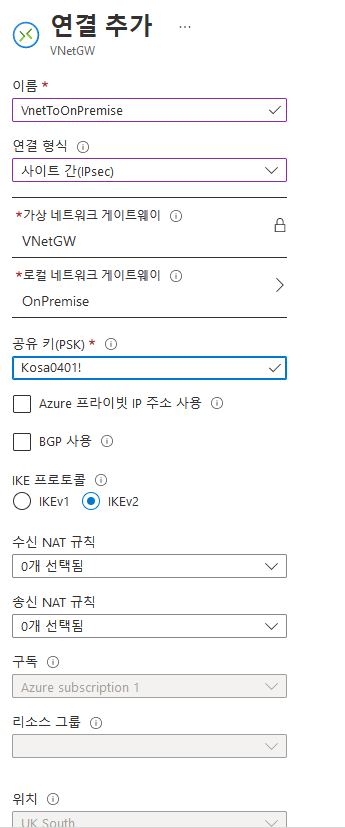 연결 추가 ...
VNetGW
이름 *
VnetToOnPremise
연결 형식
사이트 간(IPsec)
*가상 네트워크 게이트웨이
VNetGW
*로컬 네트워크 게이트웨이
OnPremise
공유 키(PSK) *
Kosa0401!
Azure 프라이빗 IP 주소 사용
BGP 사용
IKE 프로토콜
IKEv1 IKEv2
수신 NAT 규칙
0개 선택됨
송신 NAT 규칙
0개 선택됨
구독
Azure subscription 1
리소스 그룹
위치
UK South